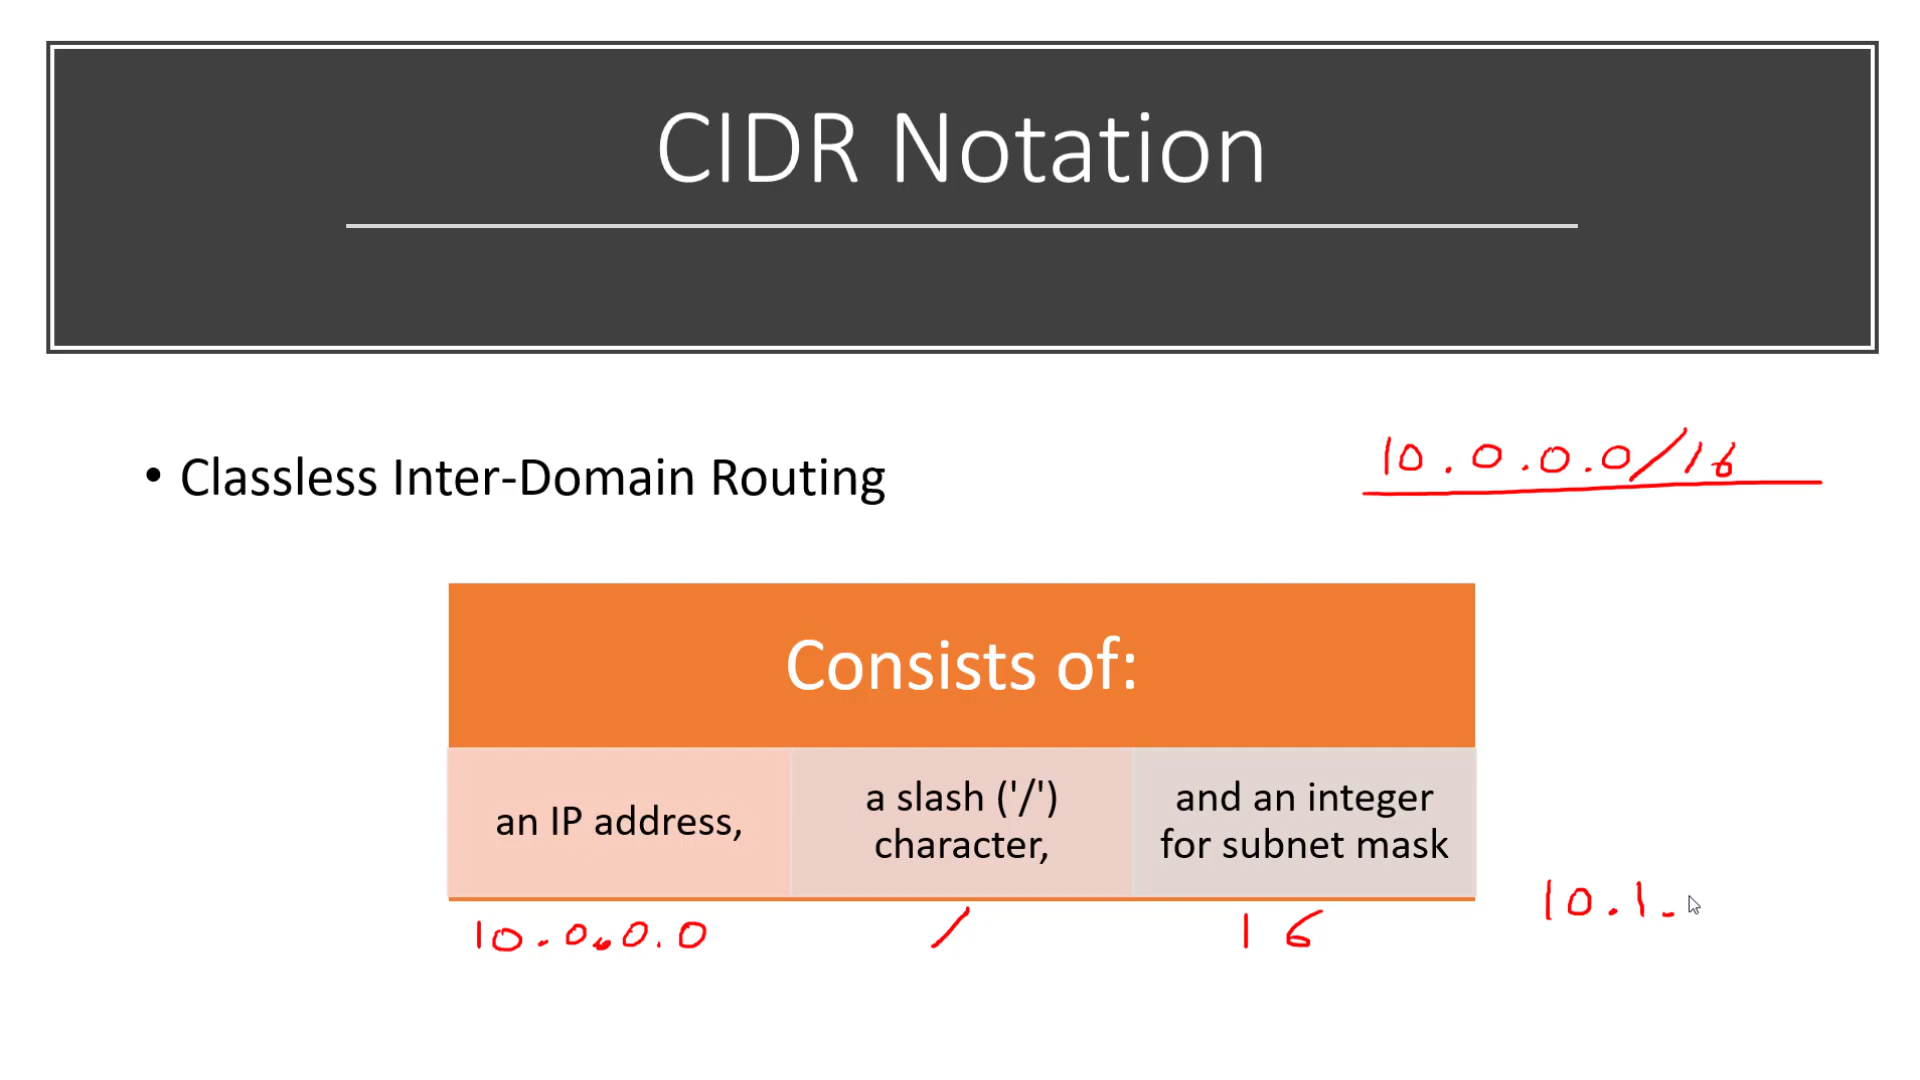 CIDR Notation
• Classless Inter-Domain Routing
10.0.0.0/16
Consists of:
an IP address,
a slash ('/')
character,
and an integer
for subnet mask
10.0.0.0
/
16
10.1.